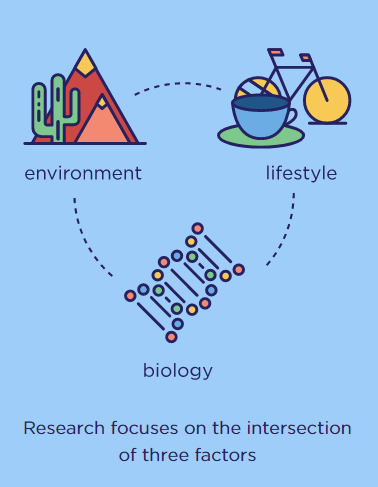 environment
lifestyle
biology
Research focuses on the intersection
of three factors